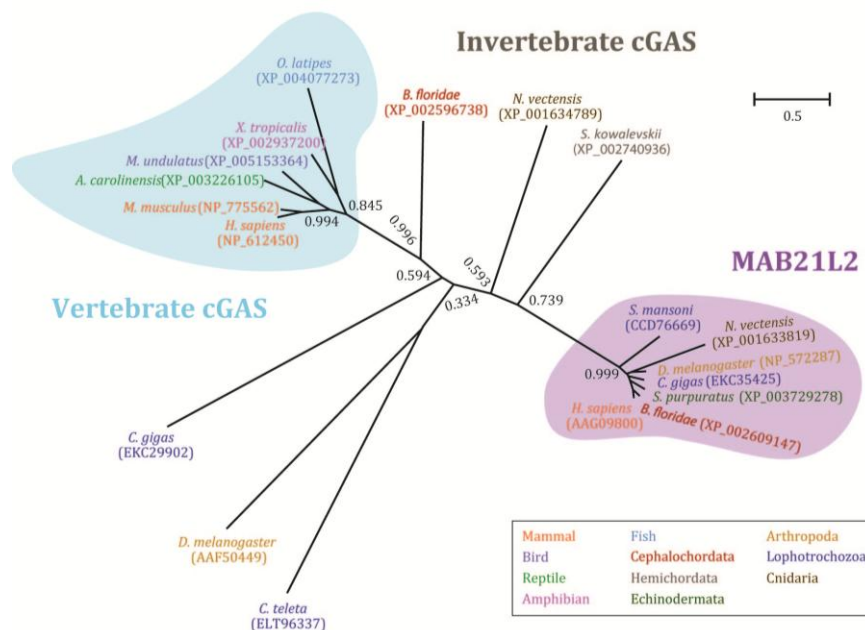 Invertebrate cGAS
O. latipes
(XP_004077273)
B. floridae
(XP_002596738)
N. vectensis
(XP_001634789)
0.5
X. tropicalis
(XP_002937200)
S. kowalevskii
(XP_002740936)
M. undulatus(XP_005153364)
A. carolinensis(XP_003226105)
M. musculus (NP_775562)
H. sapiens
(NP_612450)
0.994
0.845
0.996
0.594
0.593
0.334
0.739
MAB21L2
Vertebrate cGAS
S. mansoni
(CCD76669)
N. vectensis
(XP_001633819)
D. melanogaster (NP_572287)
0.999
C. gigas (EKC35425)
S. purpuratus (XP_003729278)
H. sapiens
(AAG09800)
B. floridae (XP_002609147)
C. gigas
(EKC29902)
D. melanogaster
(AAF50449)
C. teleta
(ELT96337)
Mammal Fish Arthropoda
Bird Cephalochordata Lophotrochozoa
Reptile Hemichordata Cnidaria
Amphibian Echinodermata